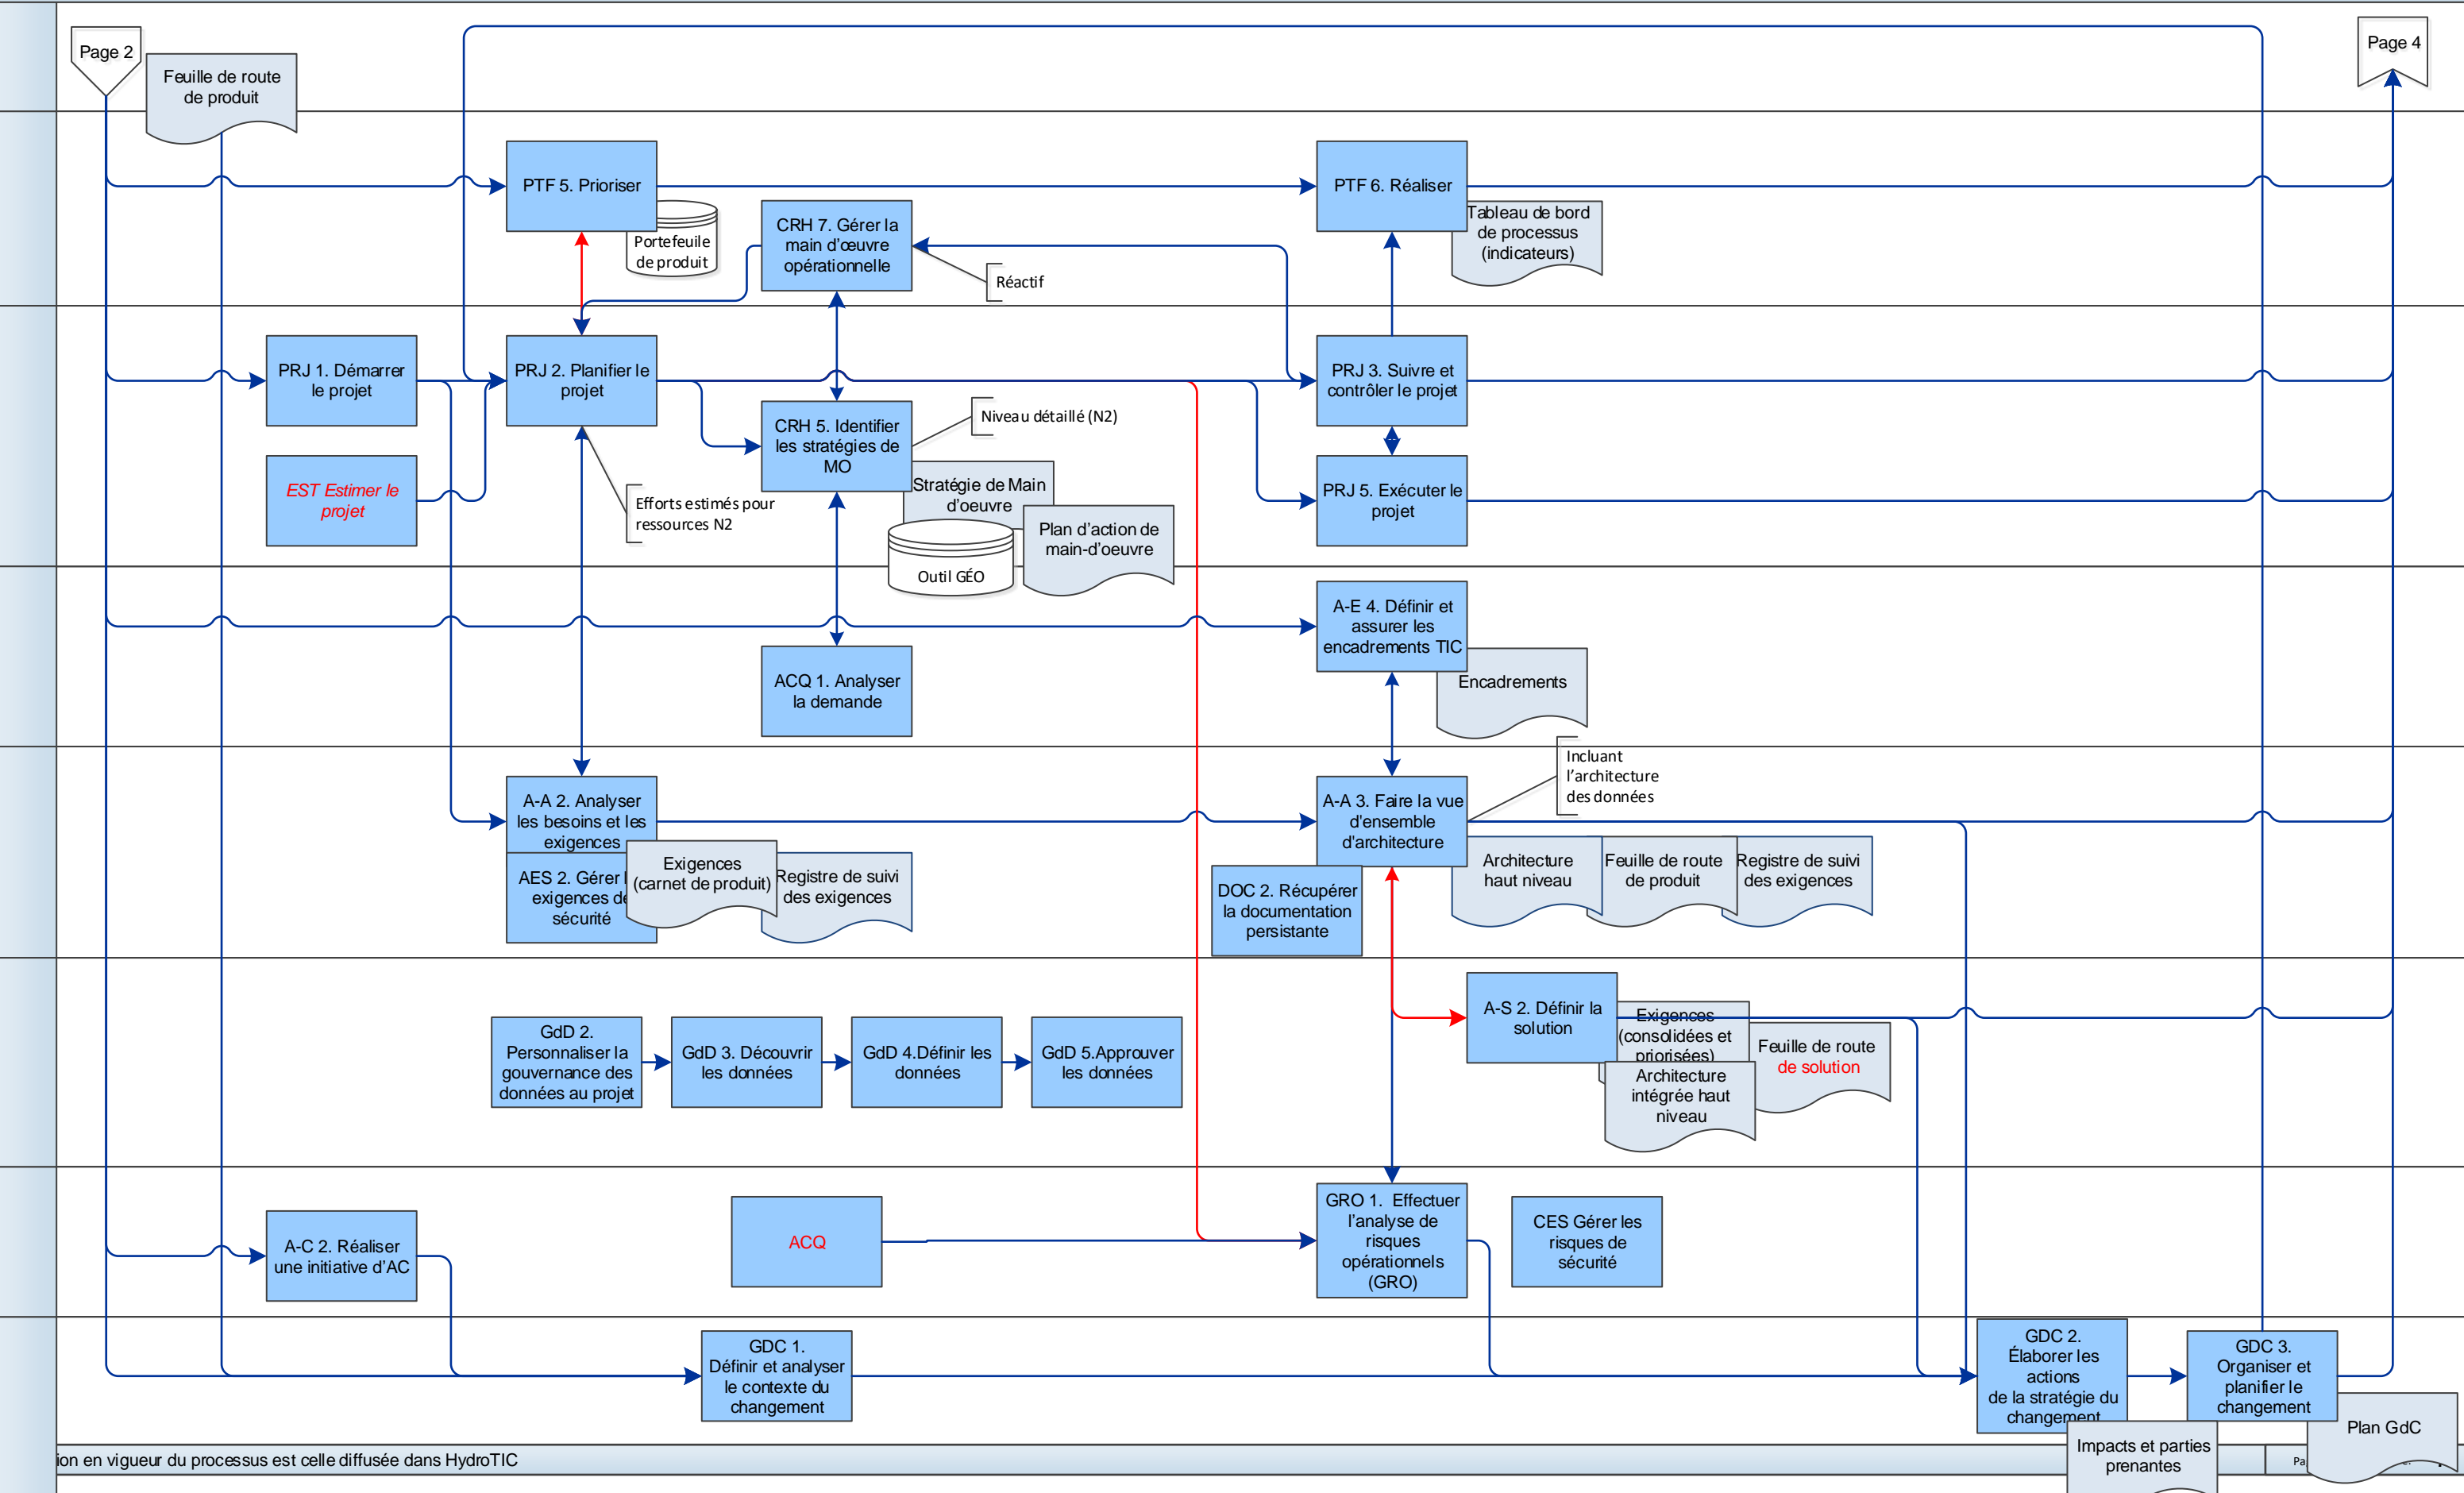 Page 2
Feuille de route
de produit
Page 4
PTF 5. Prioriser
Portefeuile
de produit
CRH 7. Gérer la
main d'œuvre
opérationnelle
Réactif
PTF 6. Réaliser
Tableau de bord
de processus
(indicateurs)
PRJ 1. Démarrer
le projet
PRJ 2. Planifier le
projet
PRJ 3. Suivre et
contrôler le projet
CRH 5. Identifier
les stratégies de
MO
Niveau détaillé (N2)
EST Estimer le
projet
Efforts estimés pour
ressources N2
Stratégie de Main
d'oeuvre
Plan d'action de
main-d'oeuvre
Outil GÉO
PRJ 5. Exécuter le
projet
A-E 4. Définir et
assurer les
encadrements TIC
Encadrements
ACQ 1. Analyser
la demande
Incluant
l'architecture
des données
A-A 2. Analyser
les besoins et les
exigences
AES 2. Gérer
exigences de
sécurité
Exigences
(carnet de produit)
Registre de suivi
des exigences
A-A 3. Faire la vue
d'ensemble
d'architecture
DOC 2. Récupérer
la documentation
persistante
Architecture
haut niveau
Feuille de route
de produit
Registre de suivi
des exigences
A-S 2. Définir la
solution
Exigences
(consolidées et
priorisées)
Architecture
intégrée haut
niveau
Feuille de route
de solution
GdD 2.
Personnaliser la
gouvernance des
données au projet
GdD 3. Découvrir
les données
GdD 4.Définir les
données
GdD 5.Approuver
les données
A-C 2. Réaliser
une initiative d'AC
ACQ
GRO 1.  Effectuer
l'analyse de
risques
opérationnels
(GRO)
CES Gérer les
risques de
sécurité
GDC 1.
Définir et analyser
le contexte du
changement
GDC 2.
Élaborer les
actions
de la stratégie du
changement
GDC 3.
Organiser et
planifier le
changement
Impacts et parties
prenantes
Plan GdC
ion en vigueur du processus est celle diffusée dans HydroTIC
Pa